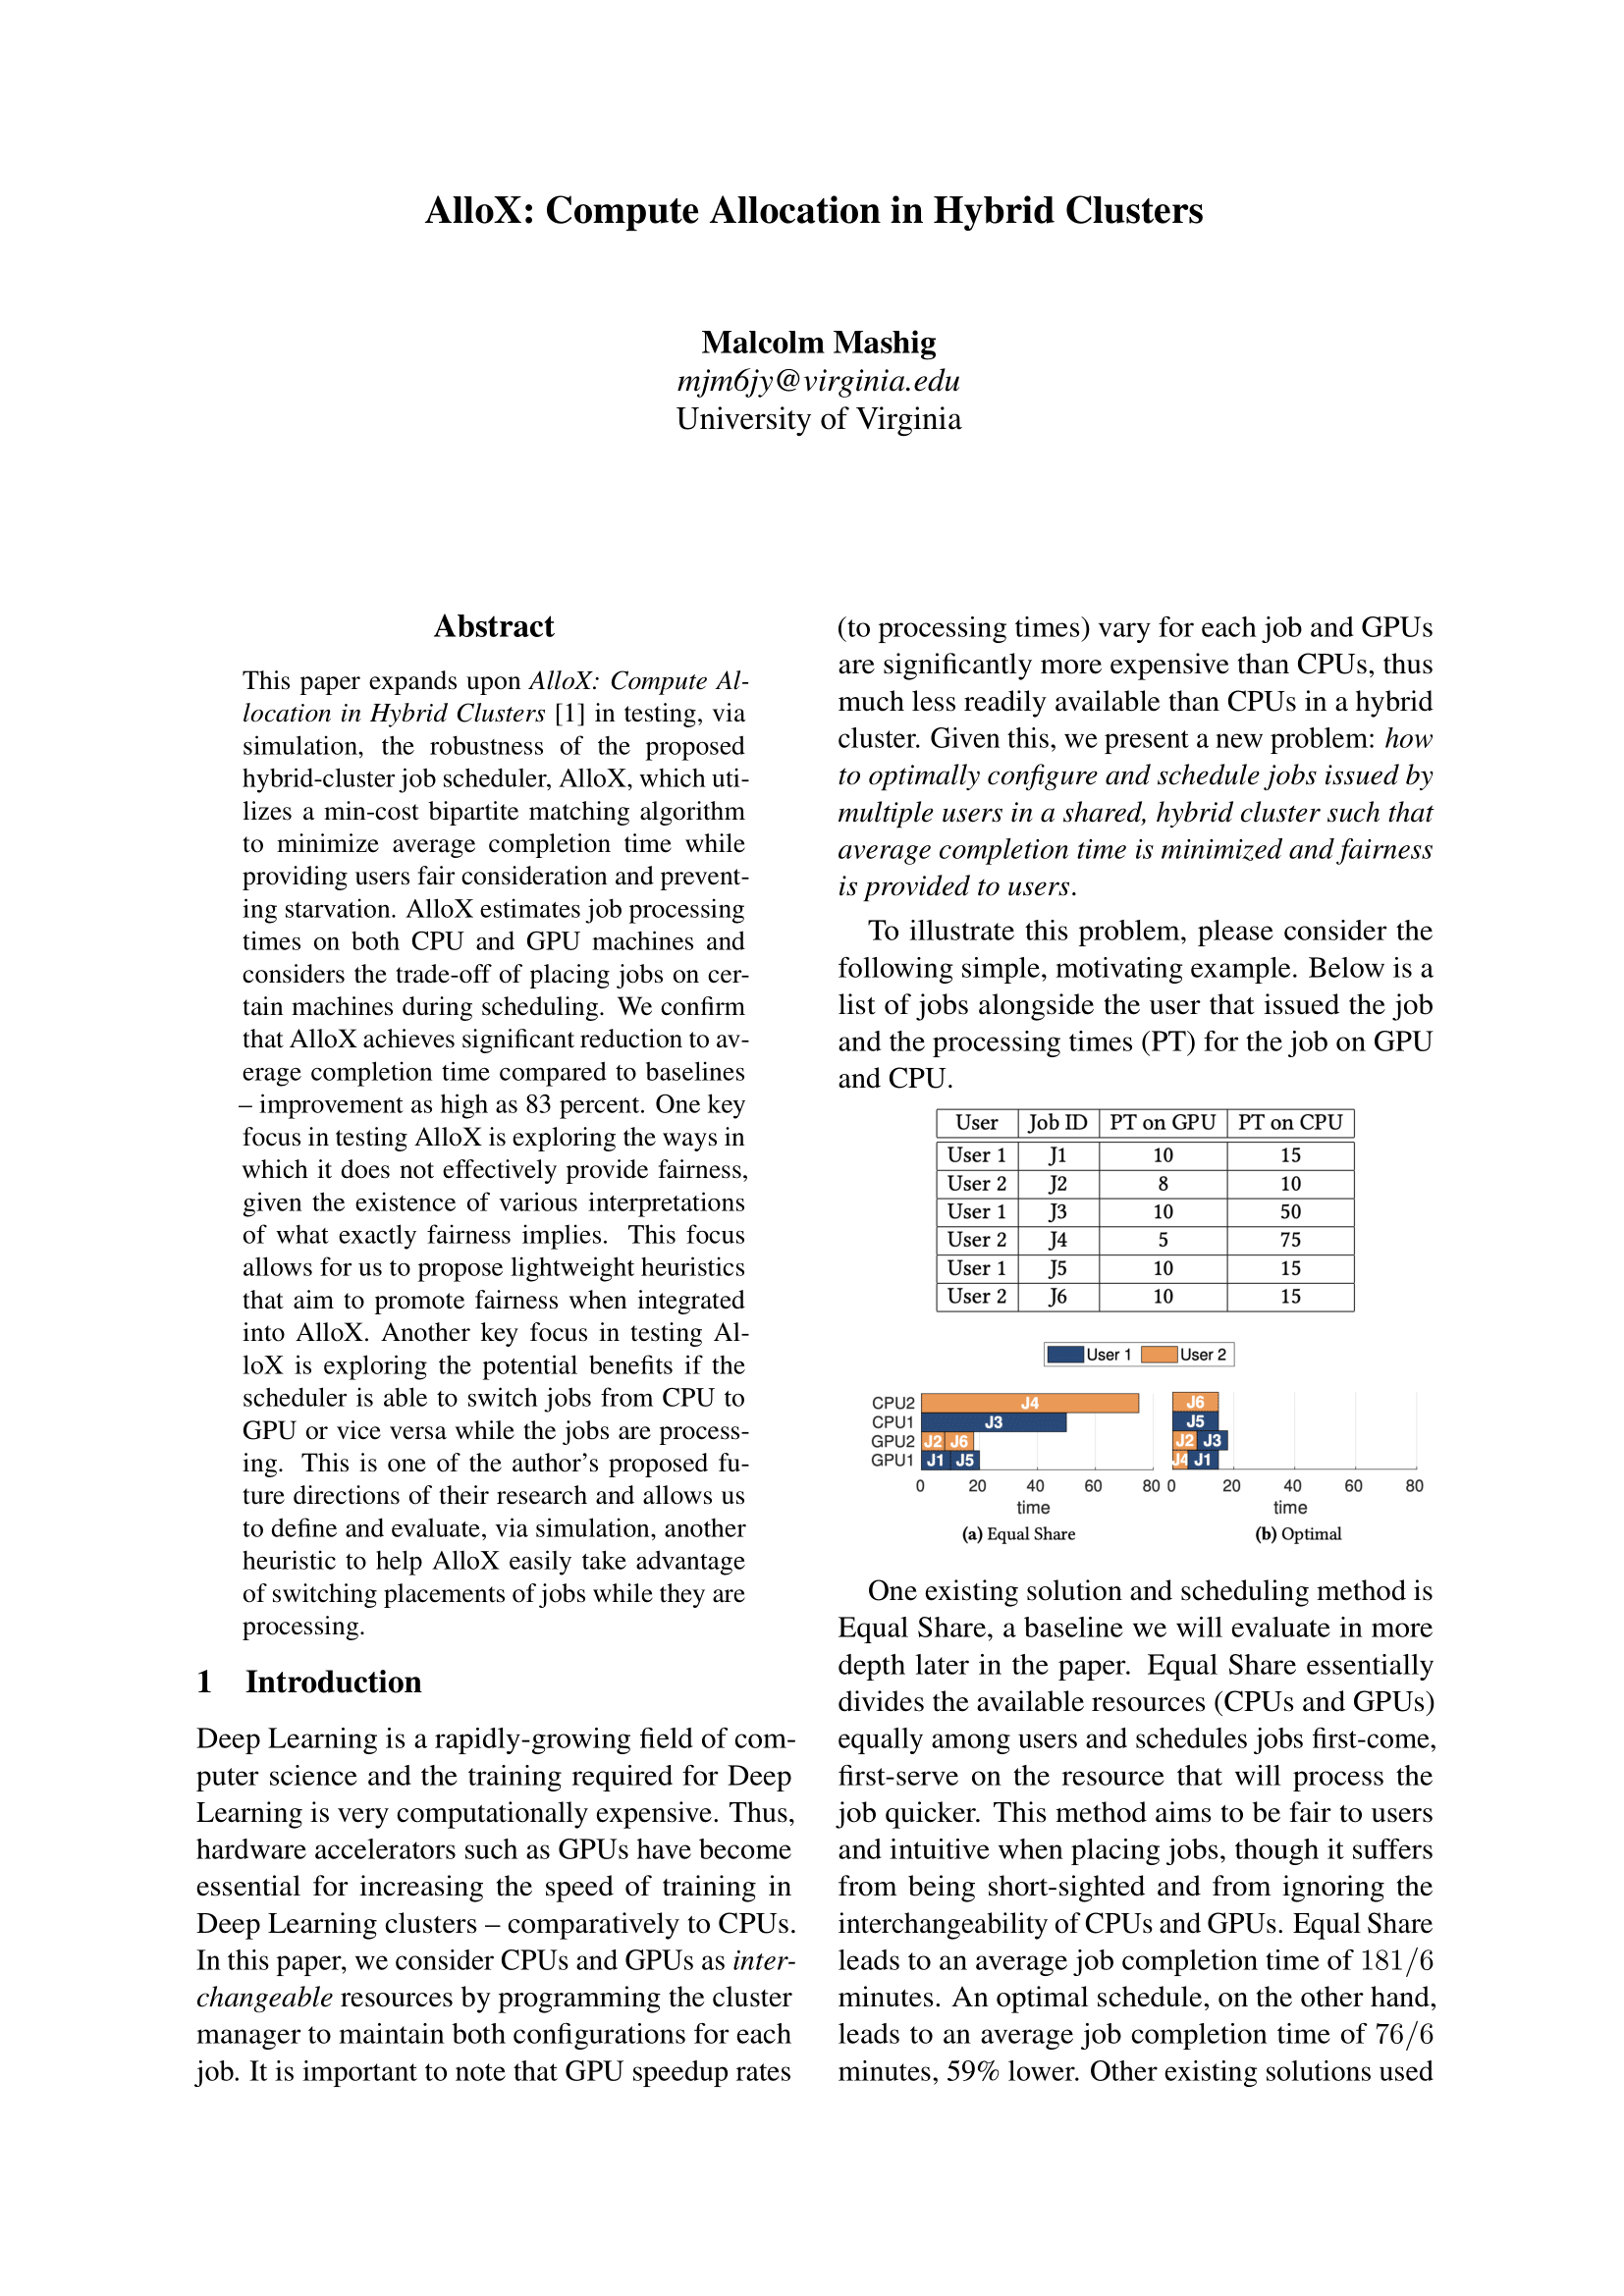 AlloX: Compute Allocation in Hybrid Clusters
Malcolm Mashig
mjm6jy@virginia.edu
University of Virginia
Abstract
This paper expands upon AlloX: Compute Al-
location in Hybrid Clusters [1] in testing, via
simulation, the robustness of the proposed
hybrid-cluster job scheduler, AlloX, which uti-
lizes a min-cost bipartite matching algorithm
to minimize average completion time while
providing users fair consideration and prevent-
ing starvation. AlloX estimates job processing
times on both CPU and GPU machines and
considers the trade-off of placing jobs on cer-
tain machines during scheduling. We confirm
that AlloX achieves significant reduction to av-
erage completion time compared to baselines
– improvement as high as 83 percent. One key
focus in testing AlloX is exploring the ways in
which it does not effectively provide fairness,
given the existence of various interpretations
of what exactly fairness implies. This focus
allows for us to propose lightweight heuristics
that aim to promote fairness when integrated
into AlloX. Another key focus in testing Al-
loX is exploring the potential benefits if the
scheduler is able to switch jobs from CPU to
GPU or vice versa while the jobs are process-
ing. This is one of the author's proposed fu-
ture directions of their research and allows us
to define and evaluate, via simulation, another
heuristic to help AlloX easily take advantage
of switching placements of jobs while they are
processing.
1 Introduction
Deep Learning is a rapidly-growing field of com-
puter science and the training required for Deep
Learning is very computationally expensive. Thus,
hardware accelerators such as GPUs have become
essential for increasing the speed of training in
Deep Learning clusters – comparatively to CPUs.
In this paper, we consider CPUs and GPUs as inter-
changeable resources by programming the cluster
manager to maintain both configurations for each
job. It is important to note that GPU speedup rates
(to processing times) vary for each job and GPUs
are significantly more expensive than CPUs, thus
much less readily available than CPUs in a hybrid
cluster. Given this, we present a new problem: how
to optimally configure and schedule jobs issued by
multiple users in a shared, hybrid cluster such that
average completion time is minimized and fairness
is provided to users.
To illustrate this problem, please consider the
following simple, motivating example. Below is a
list of jobs alongside the user that issued the job
and the processing times (PT) for the job on GPU
and CPU.
User Job ID PT on GPU PT on CPU
User 1 J1 10 15
User 2 J2 8 10
User 1 J3 10 50
User 2 J4 5 75
User 1 J5 10 15
User 2 J6 10 15
User 1 User 2
CPU2 J4 J6
CPU1 J3 J5
GPU2 J2 J6 J2 J3
GPU1 J1 J5 J4 J1
0 20 40 60 80 0 20 40 60 80
time time
(a) Equal Share (b) Optimal
One existing solution and scheduling method is
Equal Share, a baseline we will evaluate in more
depth later in the paper. Equal Share essentially
divides the available resources (CPUs and GPUs)
equally among users and schedules jobs first-come,
first-serve on the resource that will process the
job quicker. This method aims to be fair to users
and intuitive when placing jobs, though it suffers
from being short-sighted and from ignoring the
interchangeability of CPUs and GPUs. Equal Share
leads to an average job completion time of 181/6
minutes. An optimal schedule, on the other hand,
leads to an average job completion time of 76/6
minutes, 59% lower. Other existing solutions used